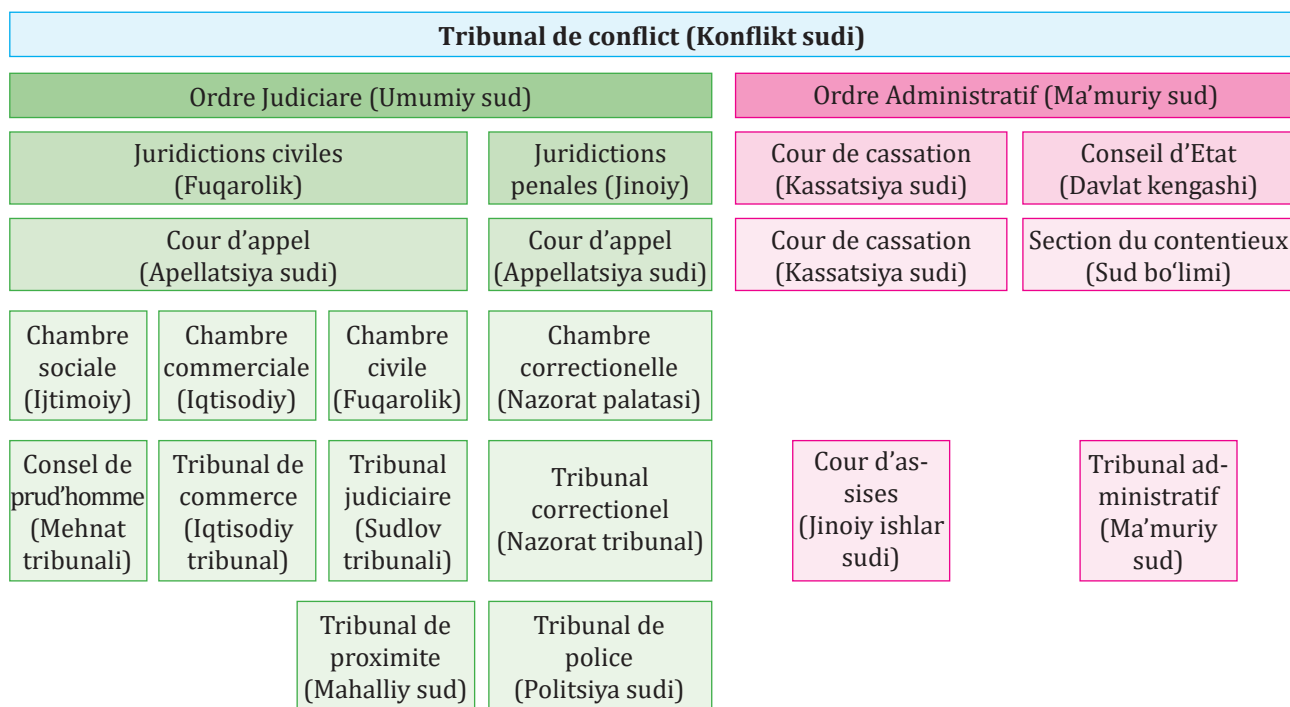 Tribunal de conflict (Konflikt sudi)
Ordre Judiciare (Umumiy sud)
Ordre Administratif (Ma’muriy sud)
Juridictions civiles
(Fuqarolik)
Juridictions
penales (Jinoiy)
Cour de cassation
(Kassatsiya sudi)
Conseil d’Etat
(Davlat kengashi)
Cour d’appel
(Apellatsiya sudi)
Cour d’appel
(Appellatsiya sudi)
Cour de cassation
(Kassatsiya sudi)
Section du contentieux
(Sud bo‘limi)
Chambre
sociale
(Ijtimoiy)
Chambre
commerciale
(Iqtisodiy)
Chambre
civile
(Fuqarolik)
Chambre
correctionelle
(Nazorat palatasi)
Consel de
prud’homme
(Mehnat
tribunali)
Tribunal de
commerce
(Iqtisodiy
tribunal)
Tribunal
judiciaire
(Sudlov
tribunali)
Tribunal
correctionel
(Nazorat tribunal)
Cour d’as-
sises
(Jinoiy ishlar
sudi)
Tribunal ad-
ministratif
(Ma’muriy
sud)
Tribunal de
proximite
(Mahalliy sud)
Tribunal de
police
(Politsiya sudi)